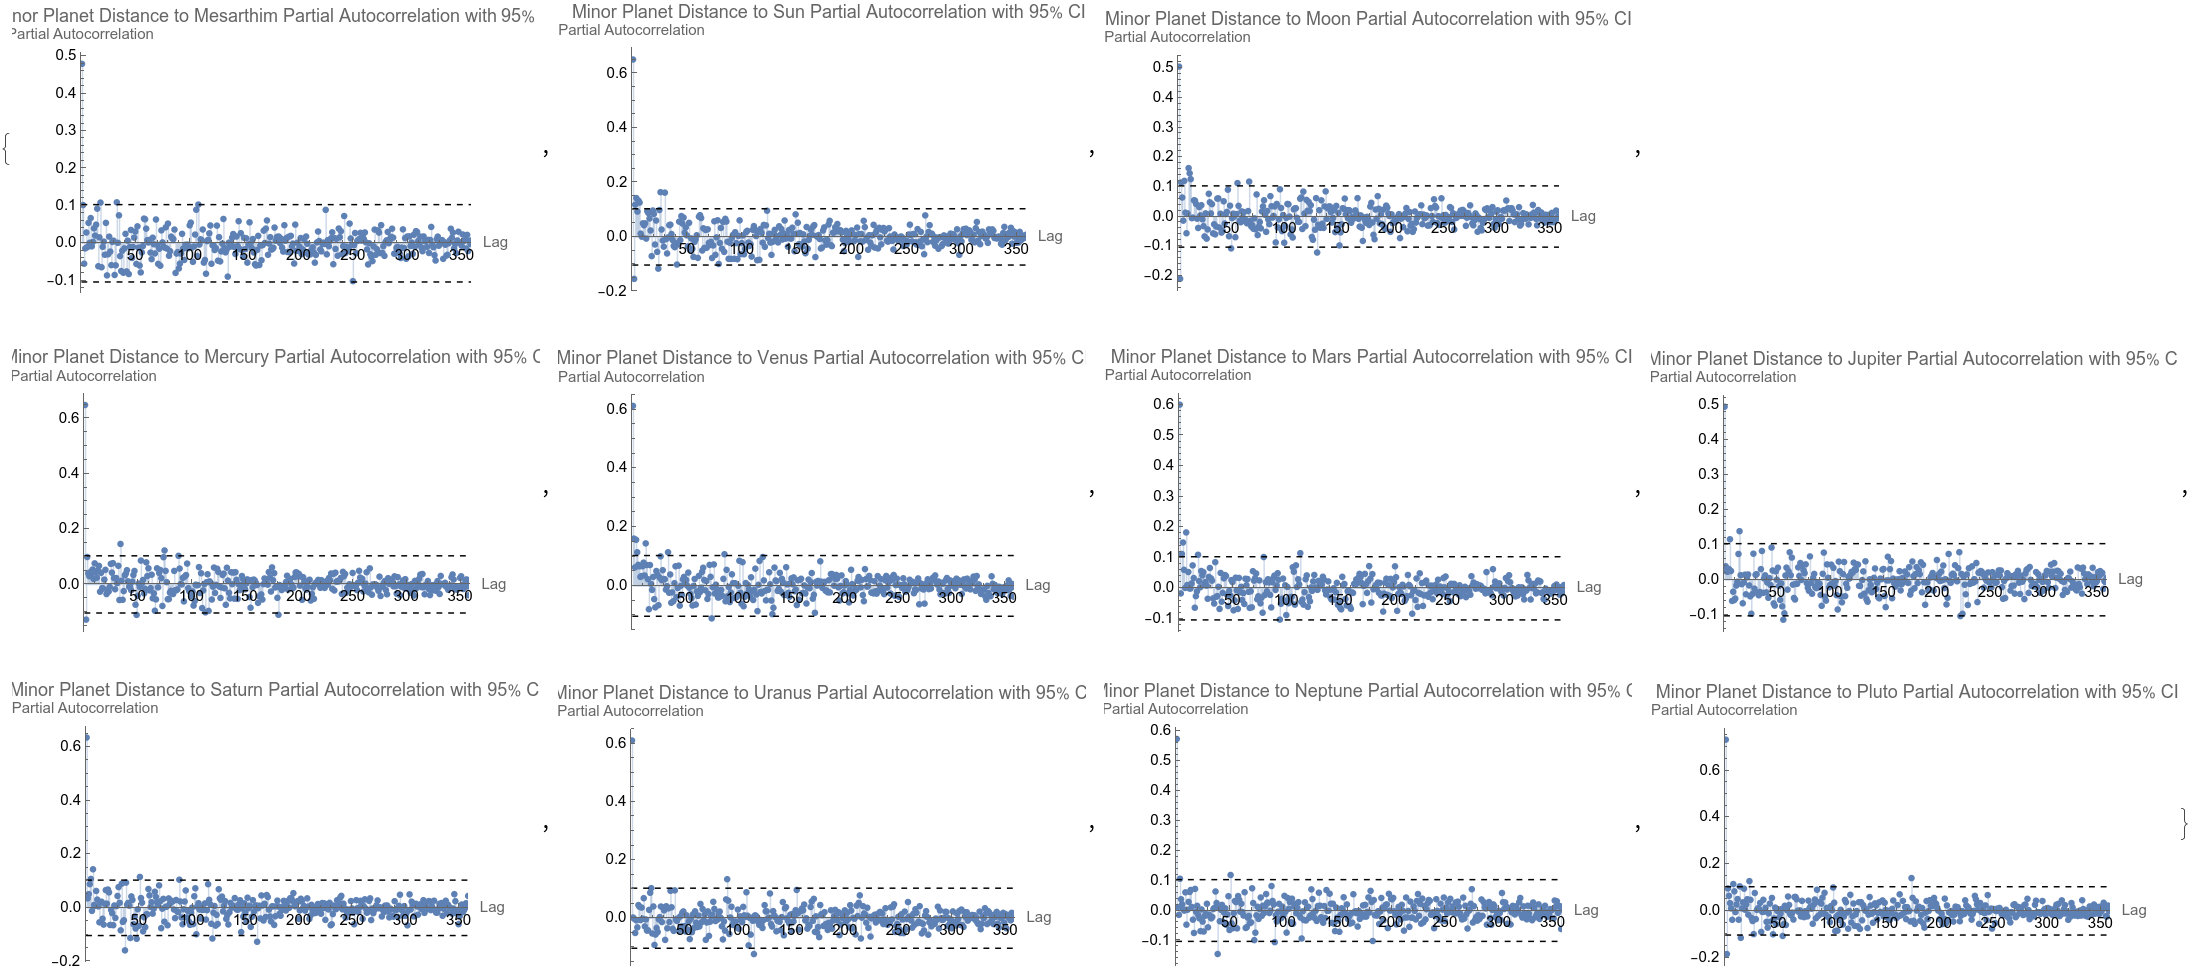 nor Planet Distance to Mesarthim Partial Autocorrelation with 95%
Partial Autocorrelation
0.5
0.4
0.3
0.2
0.1
0.0
−0.1
50 100 150 200 250 300 350
Lag
{
,
Minor Planet Distance to Sun Partial Autocorrelation with 95% CI
Partial Autocorrelation
0.6
0.4
0.2
0.0
−0.2
50 100 150 200 250 300 350
Lag
,
Minor Planet Distance to Moon Partial Autocorrelation with 95% CI
Partial Autocorrelation
0.5
0.4
0.3
0.2
0.1
0.0
−0.1
−0.2
50 100 150 200 250 300 350
Lag
,
Minor Planet Distance to Mercury Partial Autocorrelation with 95% C
Partial Autocorrelation
0.6
0.4
0.2
0.0
50 100 150 200 250 300 350
Lag
,
Minor Planet Distance to Venus Partial Autocorrelation with 95% C
Partial Autocorrelation
0.6
0.4
0.2
0.0
50 100 150 200 250 300 350
Lag
,
Minor Planet Distance to Mars Partial Autocorrelation with 95% CI
Partial Autocorrelation
0.6
0.5
0.4
0.3
0.2
0.1
0.0
−0.1
50 100 150 200 250 300 350
Lag
,
Minor Planet Distance to Jupiter Partial Autocorrelation with 95% C
Partial Autocorrelation
0.5
0.4
0.3
0.2
0.1
0.0
−0.1
50 100 150 200 250 300 350
Lag
,
Minor Planet Distance to Saturn Partial Autocorrelation with 95% C
Partial Autocorrelation
0.6
0.4
0.2
0.0
−0.2
50 100 150 200 250 300 350
Lag
,
Minor Planet Distance to Uranus Partial Autocorrelation with 95% C
Partial Autocorrelation
0.6
0.4
0.2
0.0
50 100 150 200 250 300 350
Lag
,
Minor Planet Distance to Neptune Partial Autocorrelation with 95% C
Partial Autocorrelation
0.6
0.5
0.4
0.3
0.2
0.1
0.0
−0.1
50 100 150 200 250 300 350
Lag
,
Minor Planet Distance to Pluto Partial Autocorrelation with 95% CI
Partial Autocorrelation
0.6
0.4
0.2
0.0
−0.2
50 100 150 200 250 300 350
Lag
}